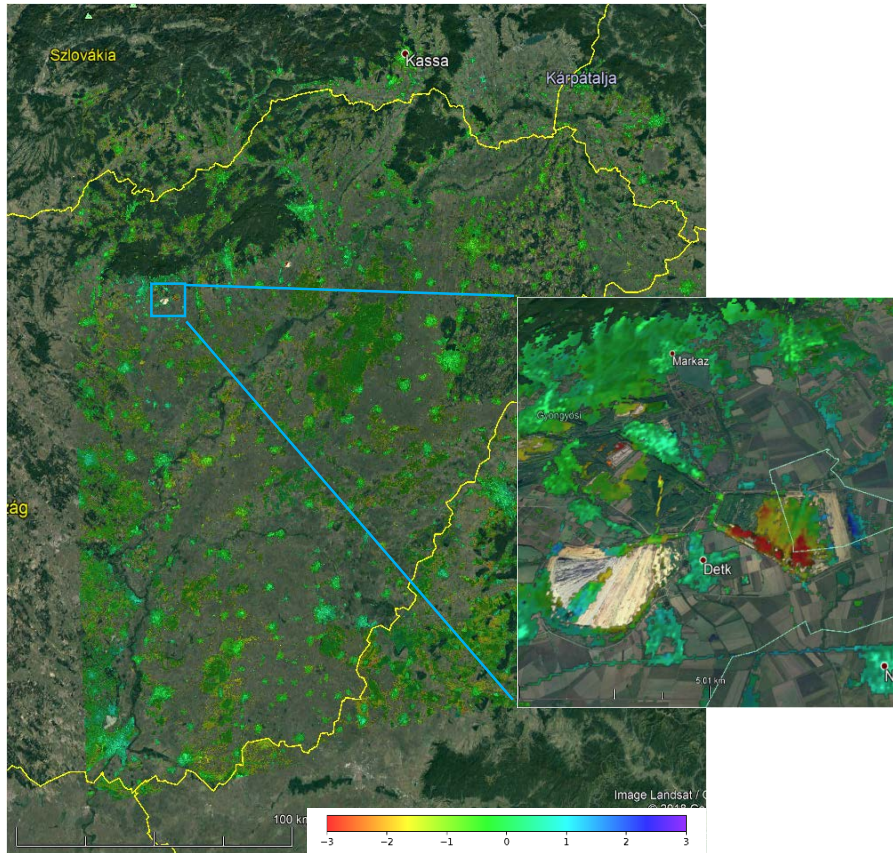 Szlovákia
Kassa
Kárpátalja
Markaz
Gyöngyösi
zág
Detk
5.01 km
N
Image Landsat / C
© 2018 Go
100 km
−3 −2 −1 0 1 2 3